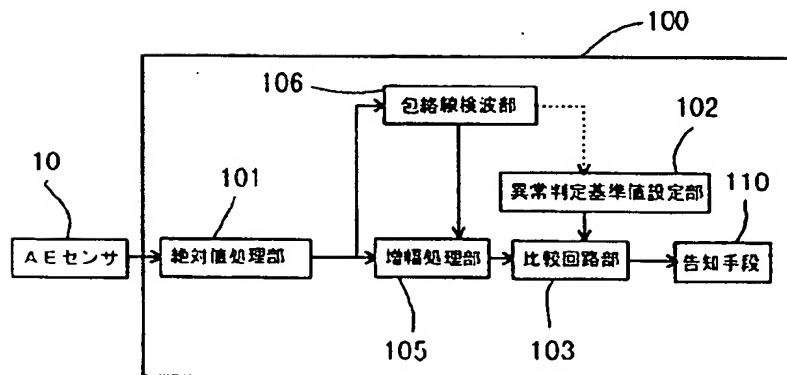 100
106
包絡線検波部
102
10
101
異常判定基準値設定部
110
AEセンサ
絶対値処理部
増幅処理部
比較回路部
告知手段
105
103